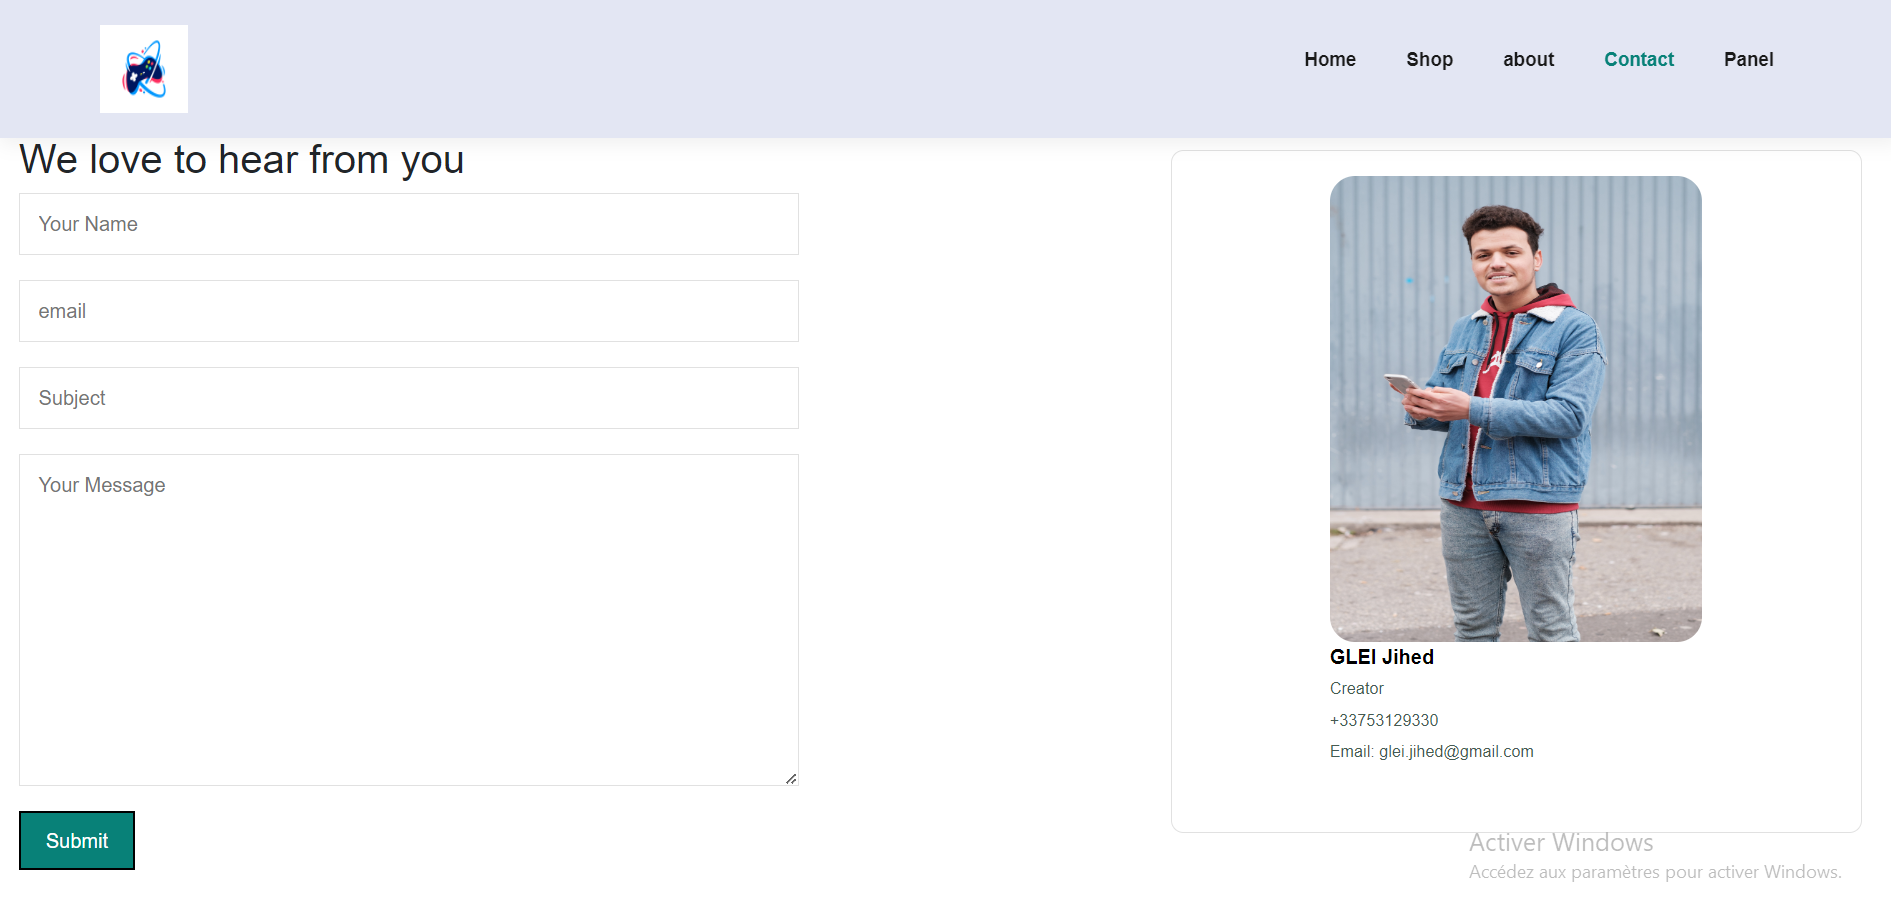 Home
Shop
about
Contact
Panel
We love to hear from you
Your Name
email
Subject
Your Message
Submit
GLEI Jihed
Creator
+33753129330
Email: glei.jihed@gmail.com
Activer Windows
Accédez aux paramètres pour activer Windows.